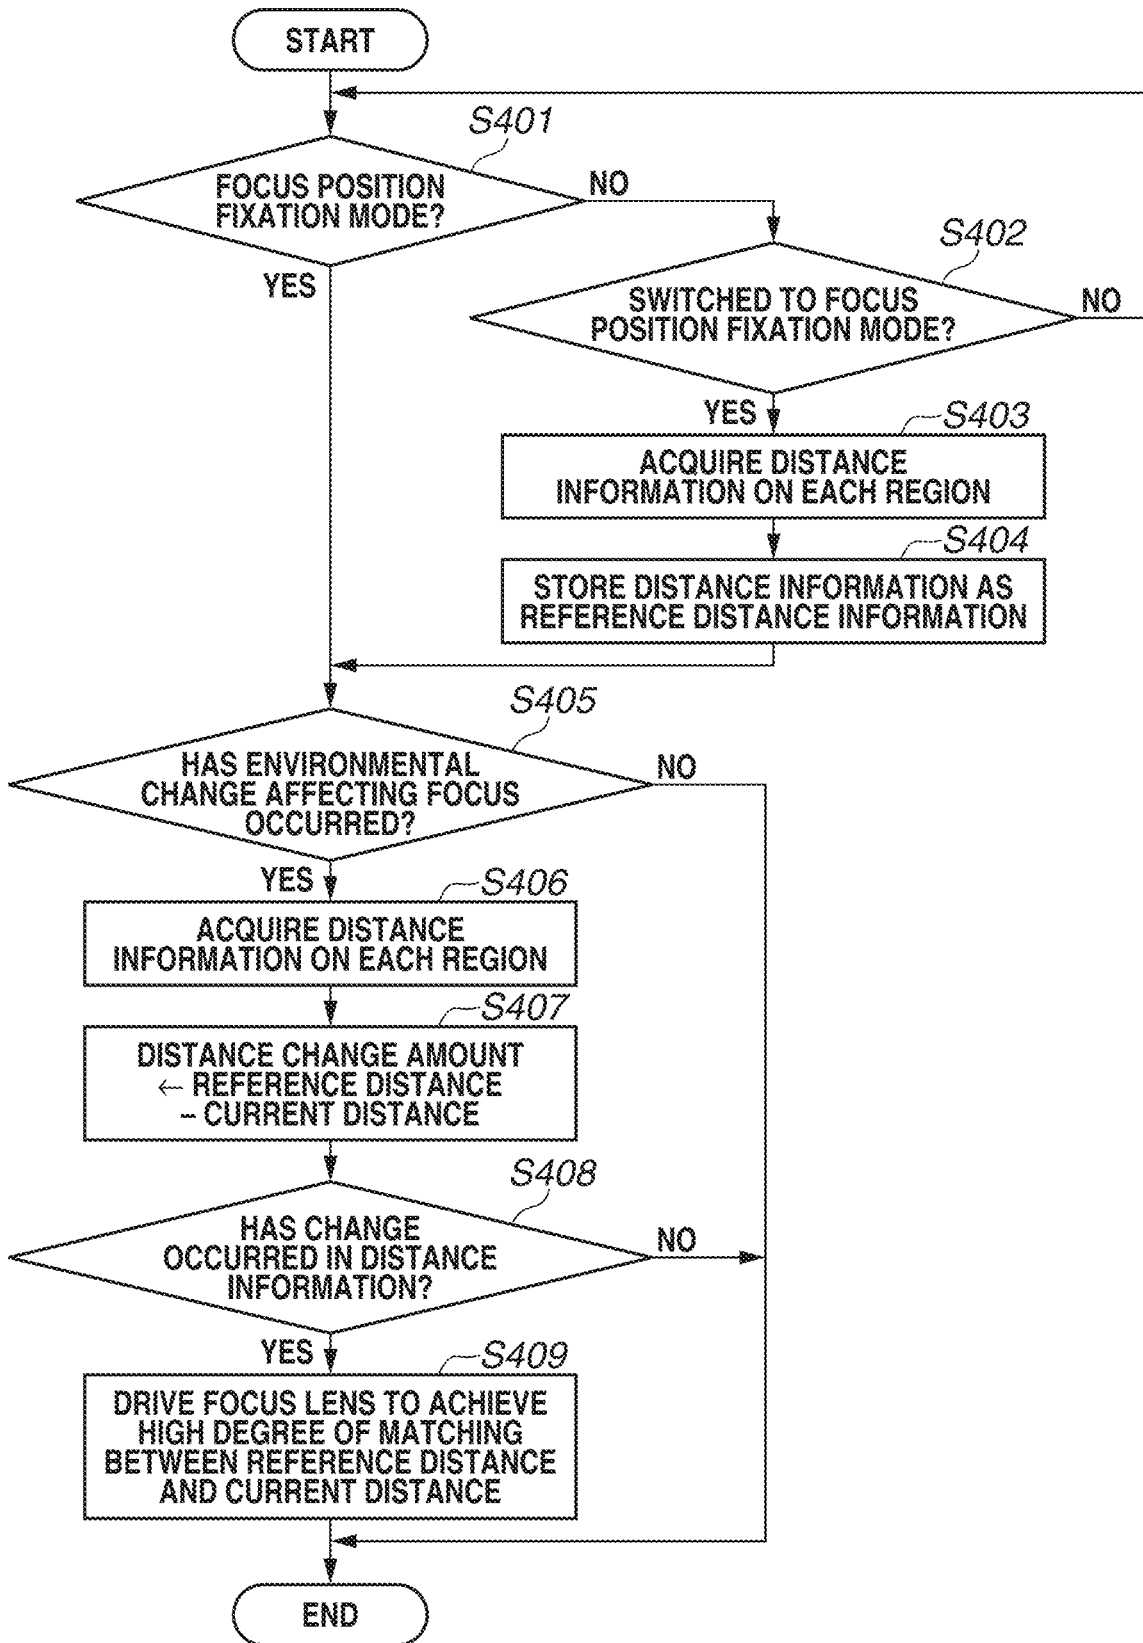 START
S401
FOCUS POSITION
FIXATION MODE?
NO
YES
S402
SWITCHED TO FOCUS
POSITION FIXATION MODE?
NO
YES
S403
ACQUIRE DISTANCE
INFORMATION ON EACH REGION
S404
STORE DISTANCE INFORMATION AS
REFERENCE DISTANCE INFORMATION
S405
HAS ENVIRONMENTAL
CHANGE AFFECTING FOCUS
OCCURRED?
NO
YES
S406
ACQUIRE DISTANCE
INFORMATION ON EACH REGION
S407
DISTANCE CHANGE AMOUNT
← REFERENCE DISTANCE
– CURRENT DISTANCE
S408
HAS CHANGE
OCCURRED IN DISTANCE
INFORMATION?
NO
YES
S409
DRIVE FOCUS LENS TO ACHIEVE
HIGH DEGREE OF MATCHING
BETWEEN REFERENCE DISTANCE
AND CURRENT DISTANCE
END